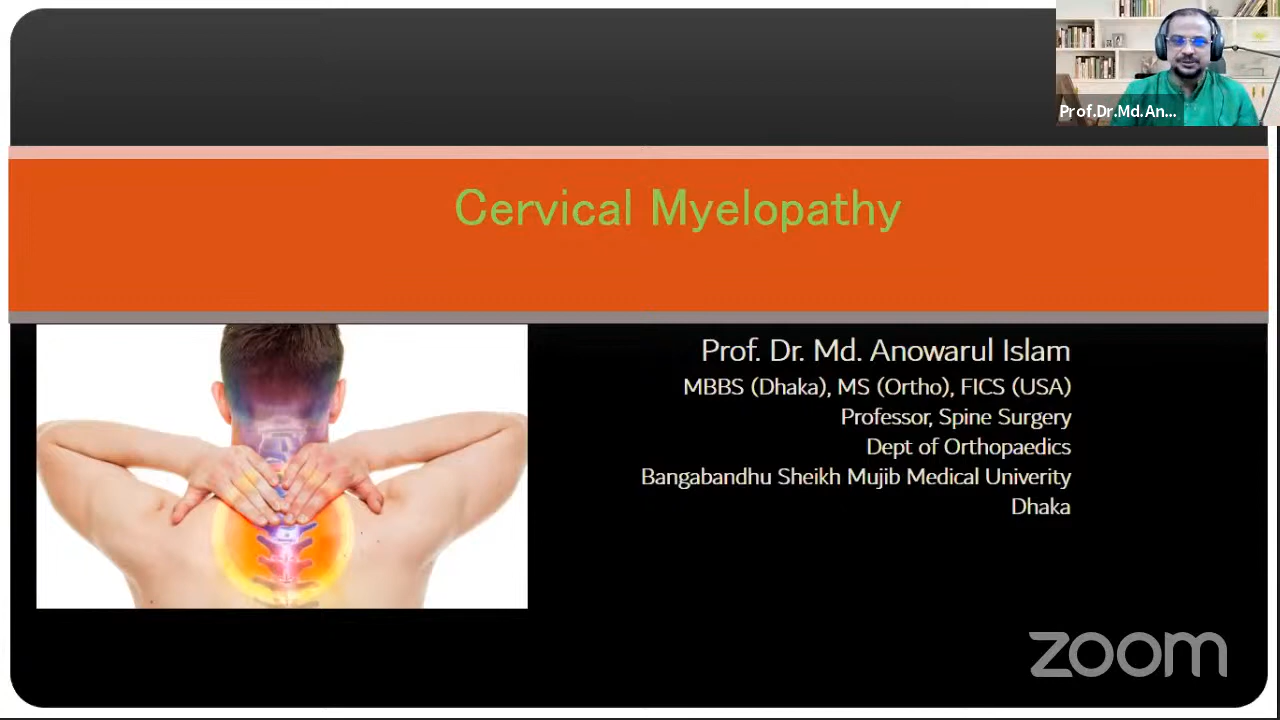 Prof.Dr.Md.An...
Cervical Myelopathy
Prof. Dr. Md. Anowarul Islam
MBBS (Dhaka), MS (Ortho), FICS (USA)
Professor, Spine Surgery
Dept of Orthopaedics
Bangabandhu Sheikh Mujib Medical Univerity
Dhaka
zoom